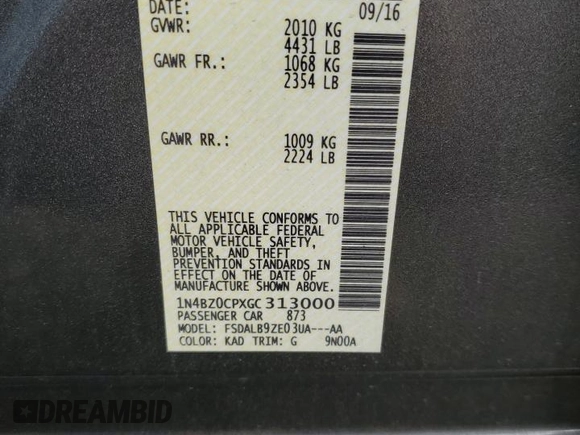 DATE: 09/16
GVWR: 2010 KG
4431 LB
GAWR FR.: 1068 KG
2354 LB
GAWR RR.: 1009 KG
2224 LB
THIS VEHICLE CONFORMS TO
ALL APPLICABLE FEDERAL
MOTOR VEHICLE SAFETY,
BUMPER, AND THEFT
PREVENTION STANDARDS
IN EFFECT ON THE DATE OF
MANUFACTURE SHOWN ABOVE.
1N4BZ0CPXGC313000
PASSENGER CAR 873
MODEL: FSDALB9ZE03UA---AA
COLOR: KAD TRIM: G 9N00A
DREAMBID